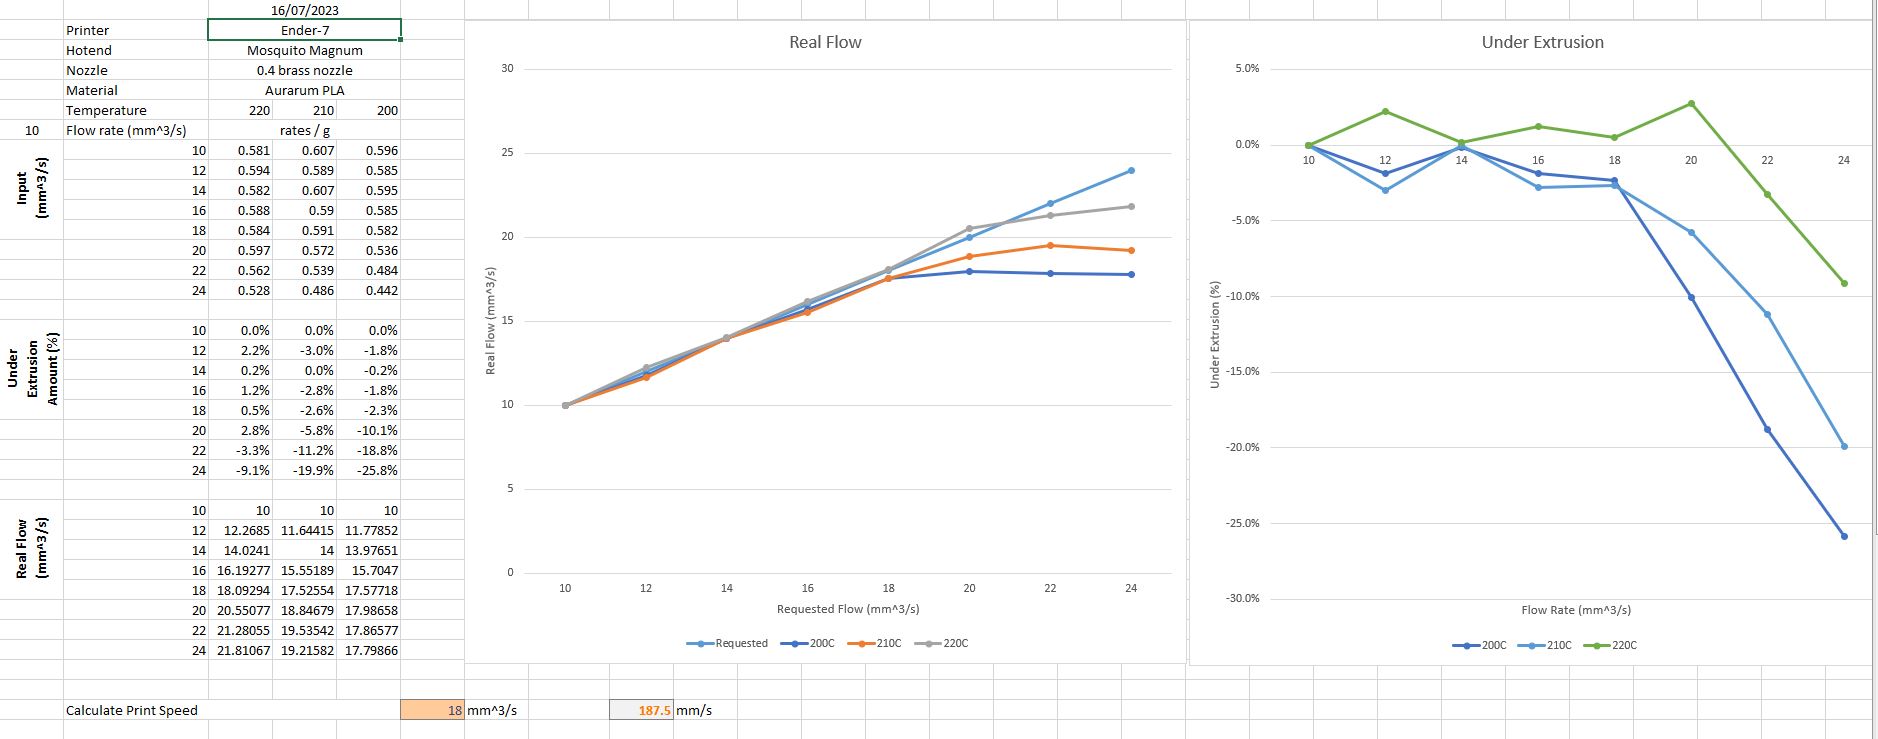 16/07/2023
Printer Ender-7
Hotend Mosquito Magnum
Nozzle 0.4 brass nozzle
Material Aurarum PLA
Temperature 220 210 200
10 Flow rate (mm^3/s) rates / g
Input (mm^3/s)
10 0.581 0.607 0.596
12 0.594 0.589 0.585
14 0.582 0.607 0.595
16 0.588 0.59 0.585
18 0.584 0.591 0.582
20 0.597 0.572 0.536
22 0.562 0.539 0.484
24 0.528 0.486 0.442
Under Extrusion Amount (%)
10 0.0% 0.0% 0.0%
12 2.2% -3.0% -1.8%
14 0.2% 0.0% -0.2%
16 1.2% -2.8% -1.8%
18 0.5% -2.6% -2.3%
20 2.8% -5.8% -10.1%
22 -3.3% -11.2% -18.8%
24 -9.1% -19.9% -25.8%
Real Flow (mm^3/s)
10 10 10 10
12 12.2685 11.64415 11.77852
14 14.0241 14 13.97651
16 16.19277 15.55189 15.7047
18 18.09294 17.52554 17.57718
20 20.55077 18.84679 17.98658
22 21.28055 19.53542 17.86577
24 21.81067 19.21582 17.79866
Calculate Print Speed 18 mm^3/s 187.5 mm/s
Real Flow
30
25
20
15
10
5
0
Real Flow (mm^3/s)
10 12 14 16 18 20 22 24
Requested Flow (mm^3/s)
Requested 200C 210C 220C
Under Extrusion
5.0%
0.0%
-5.0%
-10.0%
-15.0%
-20.0%
-25.0%
-30.0%
Under Extrusion (%)
10 12 14 16 18 20 22 24
Flow Rate (mm^3/s)
200C 210C 220C